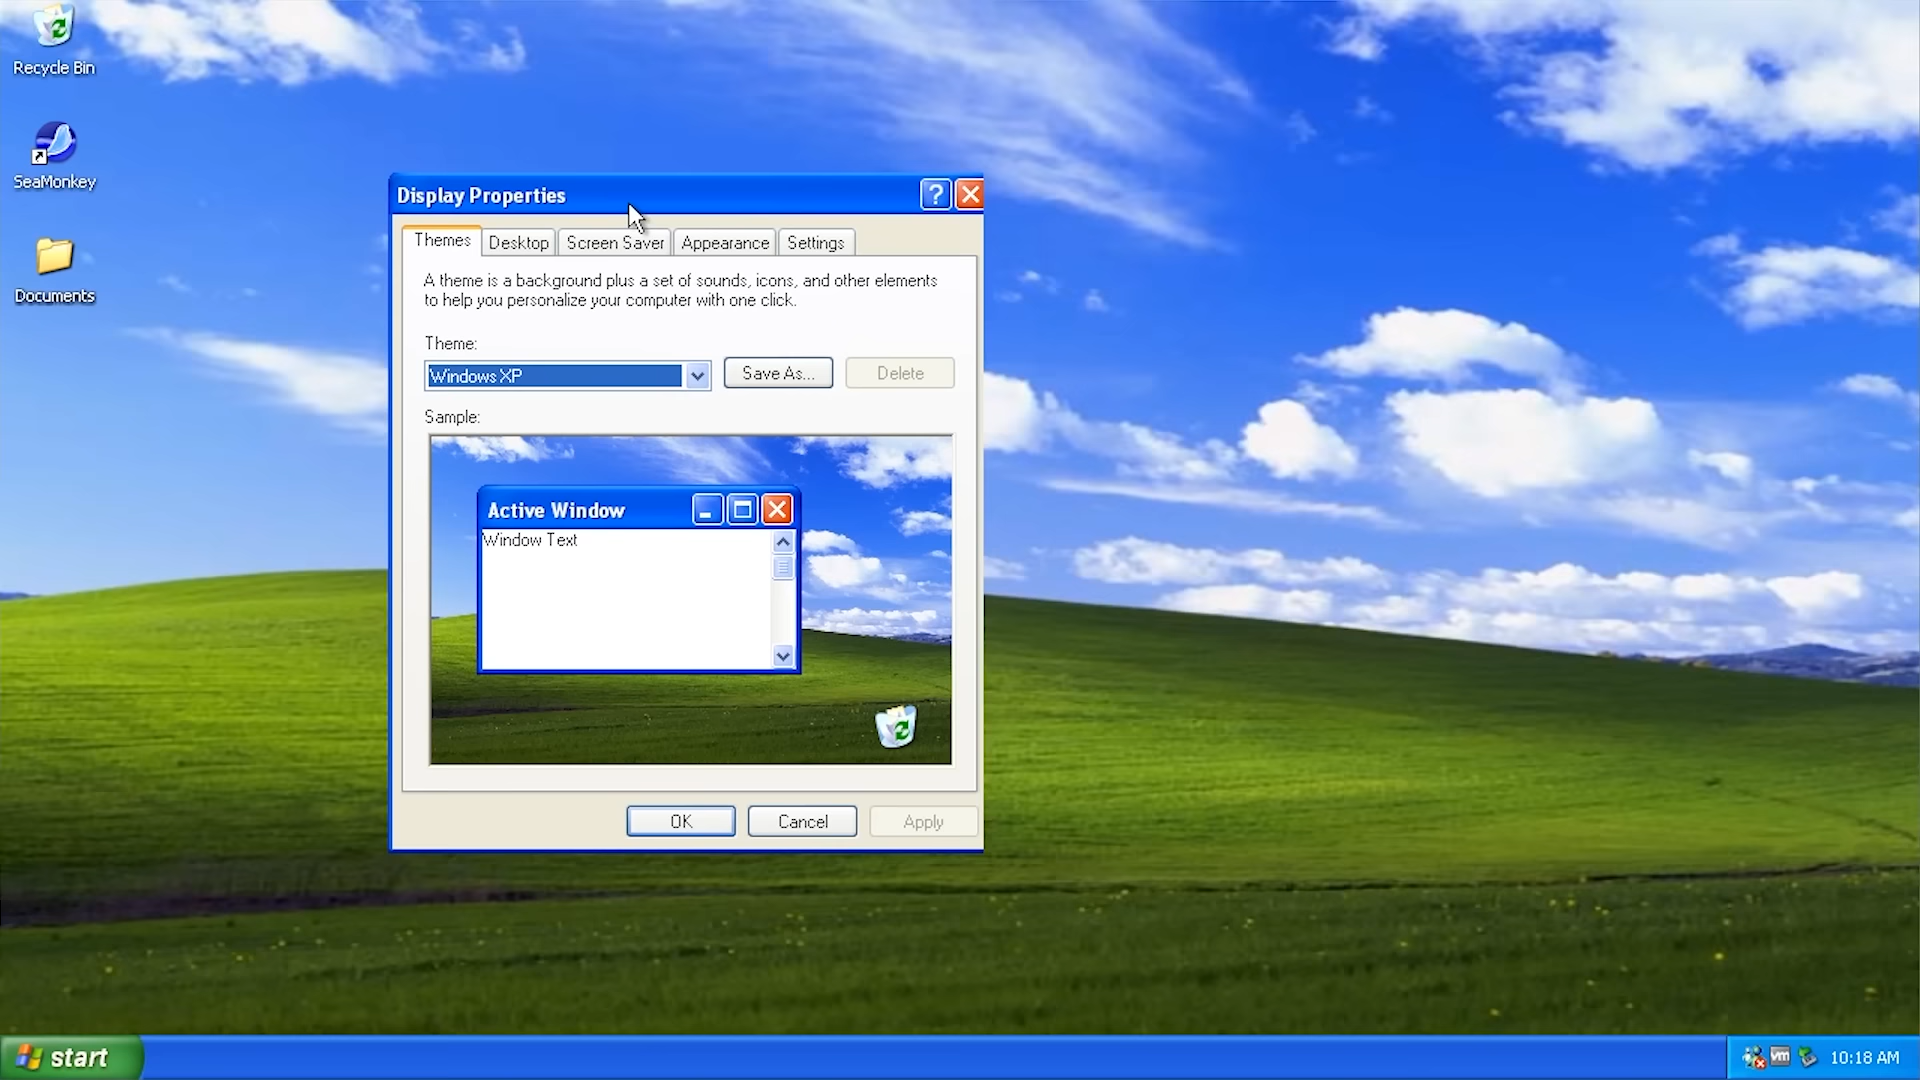 Recycle Bin
SeaMonkey
Documents
Display Properties
?
Themes Desktop Screen Saver Appearance Settings
A theme is a background plus a set of sounds, icons, and other elements
to help you personalize your computer with one click.
Theme:
Windows XP Save As... Delete
Sample:
Active Window
Window Text
OK Cancel Apply
start
vm 10:18 AM